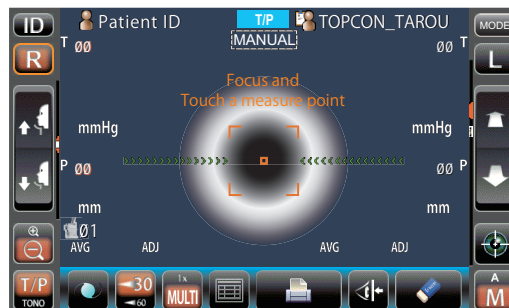 ID
Patient ID
T/P
TOPCON_TAROU
MODE
MANUAL
R
T 00
00 T
L
Focus and
Touch a measure point
mmHg
mmHg
P 00
00 P
mm
mm
01
AVG ADJ
AVG ADJ
T/P
TONO
30
60
1x
MULTI
A
M